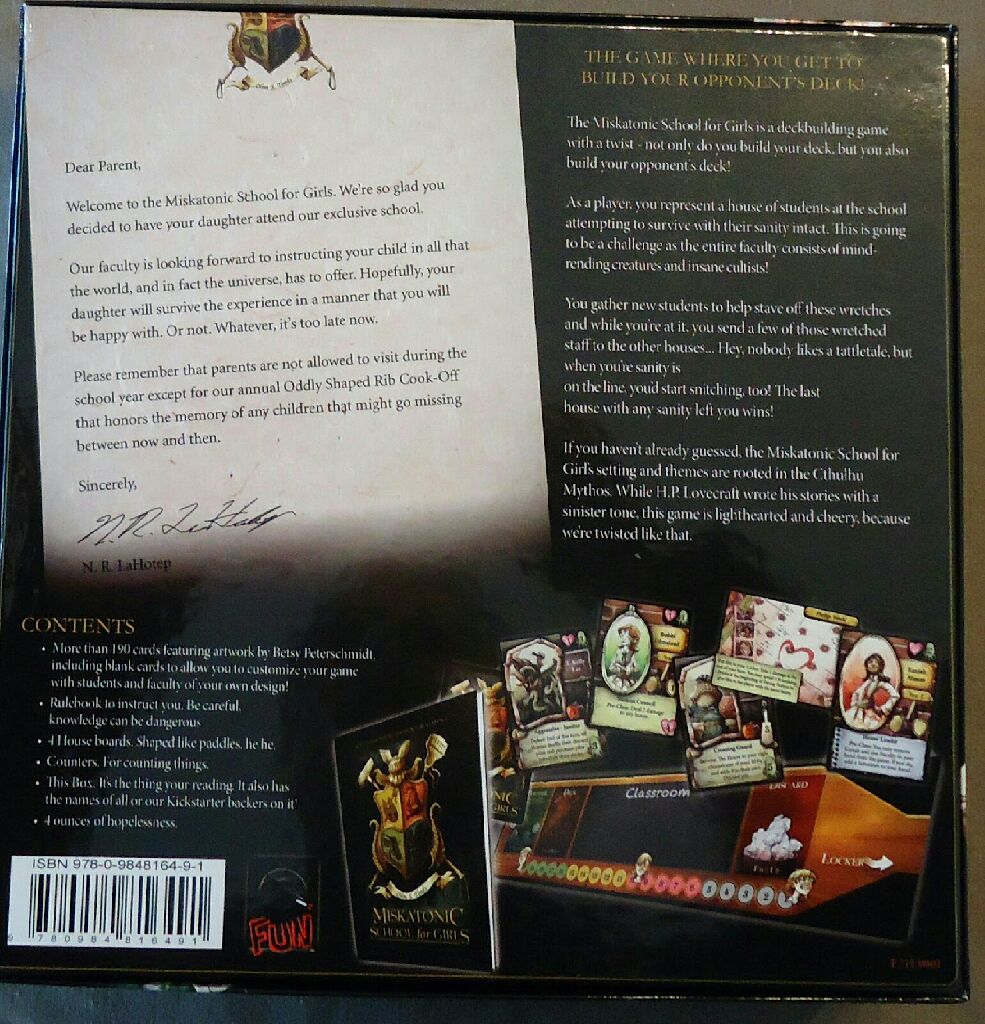 Dear Parent,
Welcome to the Miskatonic School for Girls. We're so glad you
decided to have your daughter attend our exclusive school.
Our faculty is looking forward to instructing your child in all that
the world, and in fact the universe, has to offer. Hopefully, your
daughter will survive the experience in a manner that you will
be happy with. Or not. Whatever, it's too late now.
Please remember that parents are not allowed to visit during the
school year except for our annual Oddly Shaped Rib Cook-Off
that honors the memory of any children that might go missing
between now and then.
Sincerely,
N. R. LaHotep
N. R. LaHotep
THE GAME WHERE YOU GET TO
BUILD YOUR OPPONENT'S DECK!
The Miskatonic School for Girls is a deckbuilding game
with a twist - not only do you build your deck, but you also
build your opponent's deck!
As a player, you represent a house of students at the school
attempting to survive with their sanity intact. This is going
to be a challenge as the entire faculty consists of mind-
rending creatures and insane cultists!
You gather new students to help stave off these wretches
and while you're at it, you send a few of those wretched
staff to the other houses... Hey, nobody likes a tattletale, but
when you're sanity is
on the line, you'd start snitching, too! The last
house with any sanity left you wins!
If you haven't already guessed, the Miskatonic School for
Girls setting and themes are rooted in the Cthulhu
Mythos. While H.P. Lovecraft wrote his stories with a
sinister tone, this game is lighthearted and cheery, because
we're twisted like that.
CONTENTS
• More than 190 cards featuring artwork by Betsy Peterschmidt,
including blank cards to allow you to customize your game
with students and faculty of your own design!
• Rulebook to instruct you. Be careful,
knowledge can be dangerous
• 4 House boards. Shaped like paddles, he he.
• Counters. For counting things.
• This Box. It's the thing your reading. It also has
the names of all or our Kickstarter backers on it!
• 4 ounces of hopelessness.
ISBN 978-0-9848164-9-1
9 780984 816491
FUN!
MISKATONIC
SCHOOL for GIRLS
Classroom
DISCARD
Face Up
LOCKER